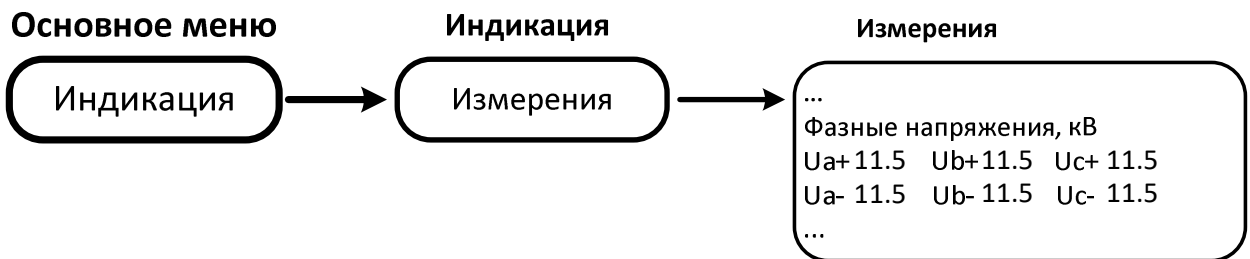 Основное меню
Индикация
Индикация
Измерения
Измерения
...
Фазные напряжения, кВ
Ua+ 11.5 Ub+ 11.5 Uc+ 11.5
Ua- 11.5 Ub- 11.5 Uc- 11.5
...